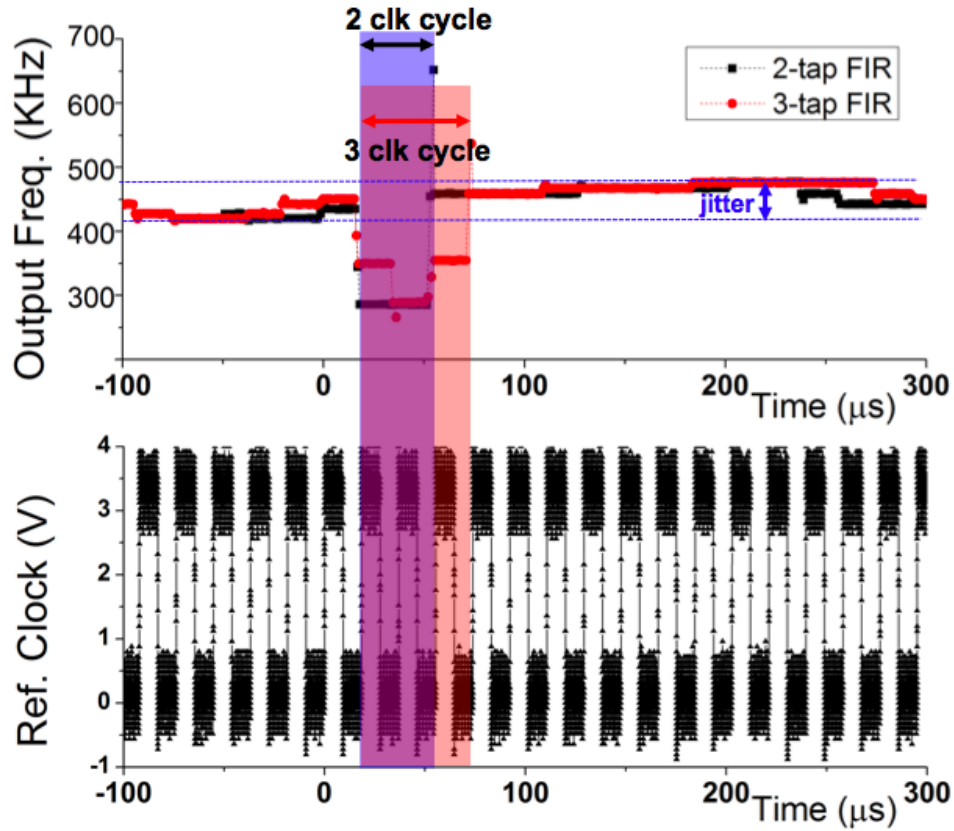 2 clk cycle
700
600
500
400
300
Output Freq. (KHz)
2-tap FIR
3-tap FIR
3 clk cycle
jitter
-100
0
100
200
300
Time (μs)
4
3
2
1
0
-1
Ref. Clock (V)
-100
0
100
200
300
Time (μs)